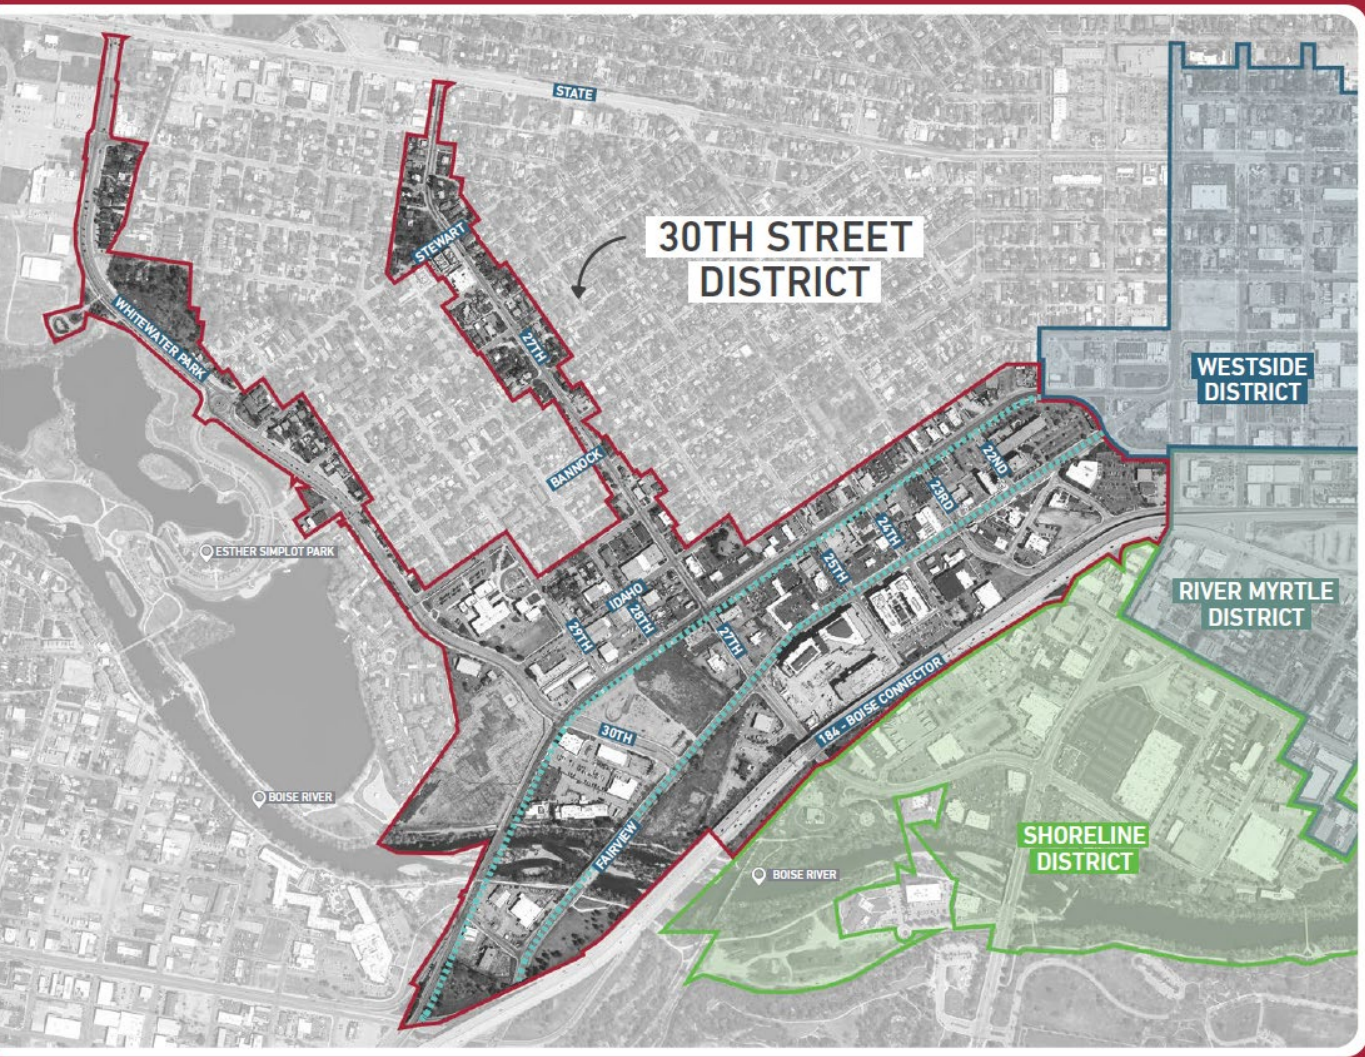 STATE
30TH STREET
DISTRICT
STEWART
WHITEWATER PARK
27TH
WESTSIDE
DISTRICT
BANNOCK
22ND
23RD
24TH
25TH
ESTHER SIMPLOT PARK
IDAHO
28TH
29TH
27TH
RIVER MYRTLE
DISTRICT
184 - BOISE CONNECTOR
30TH
BOISE RIVER
FAIRVIEW
SHORELINE
DISTRICT
BOISE RIVER